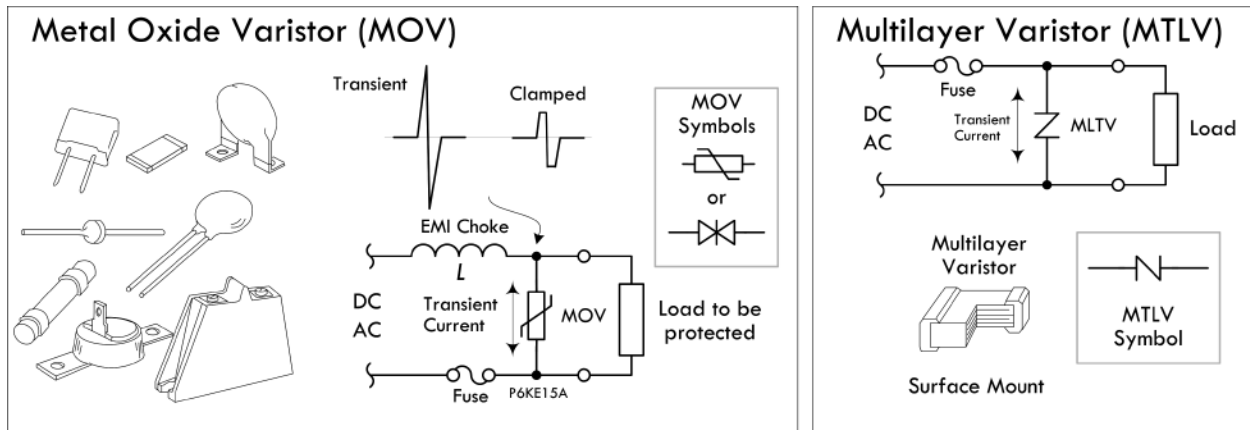 Metal Oxide Varistor (MOV)
Transient
Clamped
MOV
Symbols
or
EMI Choke
L
DC
AC
Transient
Current
MOV
Load to be
protected
Fuse
P6KE15A
Multilayer Varistor (MTLV)
Fuse
DC
AC
Transient
Current
MLTV
Load
Multilayer
Varistor
Surface Mount
MTLV
Symbol